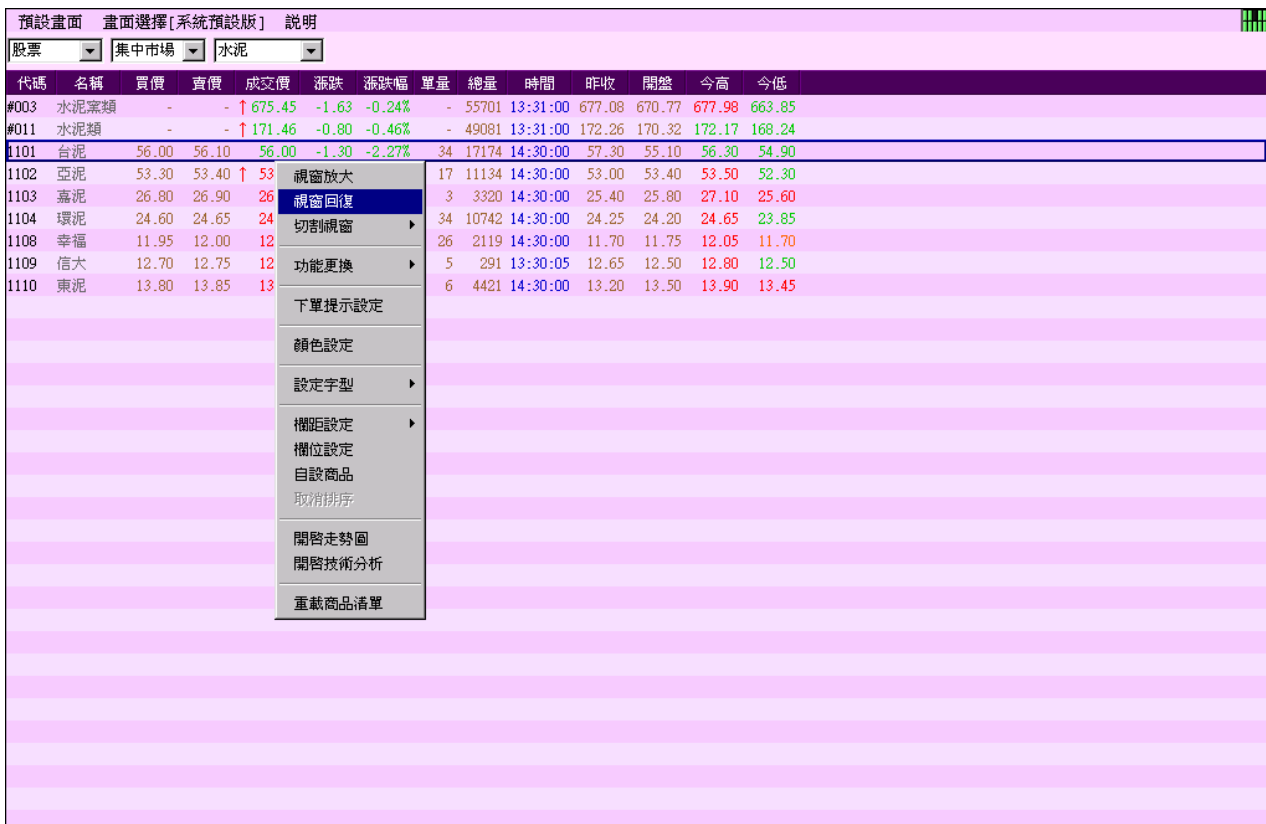 預設畫面 畫面選擇[系統預設版] 説明
股票 集中市場 水泥
代碼 名稱 買價 賣價 成交價 漲跌 漲跌幅 單量 總量 時間 昨收 開盤 今高 今低
#003 水泥窯類 - - ↑675.45 -1.63 -0.24% - 55701 13:31:00 677.08 670.77 677.98 663.85
#011 水泥類 - - ↑171.46 -0.80 -0.46% - 49081 13:31:00 172.26 170.32 172.17 168.24
1101 台泥 56.00 56.10 56.00 -1.30 -2.27% 34 17174 14:30:00 57.30 55.10 56.30 54.90
1102 亞泥 53.30 53.40 ↑ 53 17 11134 14:30:00 53.00 53.40 53.50 52.30
1103 嘉泥 26.80 26.90 26 3 3320 14:30:00 25.40 25.80 27.10 25.60
1104 環泥 24.60 24.65 24 34 10742 14:30:00 24.25 24.20 24.65 23.85
1108 幸福 11.95 12.00 12 26 2119 14:30:00 11.70 11.75 12.05 11.70
1109 信大 12.70 12.75 12 5 291 13:30:05 12.65 12.50 12.80 12.50
1110 東泥 13.80 13.85 13 6 4421 14:30:00 13.20 13.50 13.90 13.45
視窗放大
視窗回復
切割視窗
功能更換
下單提示設定
顏色設定
設定字型
欄距設定
欄位設定
自設商品
取消排序
開啓走勢圖
開啓技術分析
重載商品清單